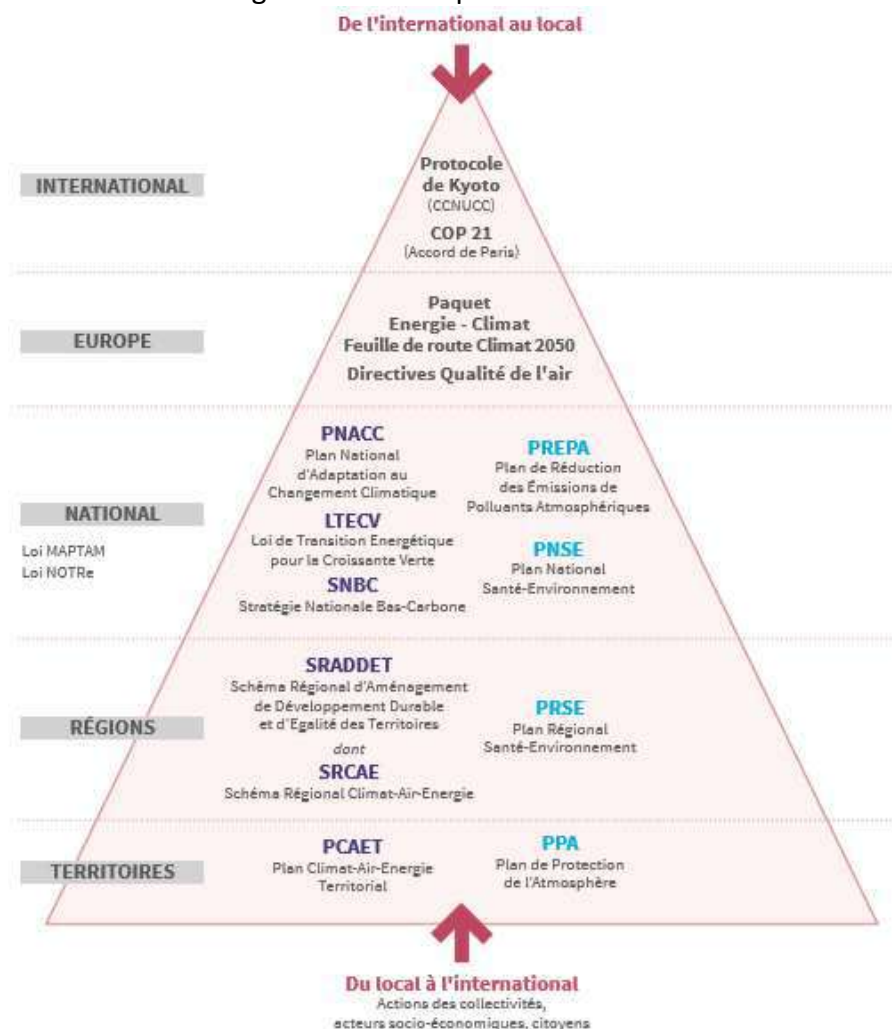 De l'international au local
INTERNATIONAL
Protocole
de Kyoto
(CCNUCC)
COP 21
(Accord de Paris)
EUROPE
Paquet
Energie - Climat
Feuille de route Climat 2050
Directives Qualité de l'air
NATIONAL
Loi MAPTAM
Loi NOTRe
PNACC
Plan National
d'Adaptation au
Changement Climatique
LTECV
Loi de Transition Energétique
pour la Croissante Verte
SNBC
Stratégie Nationale Bas-Carbone
PREPA
Plan de Réduction
des Émissions de
Polluants Atmosphériques
PNSE
Plan National
Santé-Environnement
RÉGIONS
SRADDET
Schéma Régional d'Aménagement
de Développement Durable
et d'Egalité des Territoires
dont
SRCAE
Schéma Régional Climat-Air-Energie
PRSE
Plan Régional
Santé-Environnement
TERRITOIRES
PCAET
Plan Climat-Air-Energie
Territorial
PPA
Plan de Protection
de l'Atmosphère
Du local à l'international
Actions des collectivités,
acteurs socio-économiques, citoyens